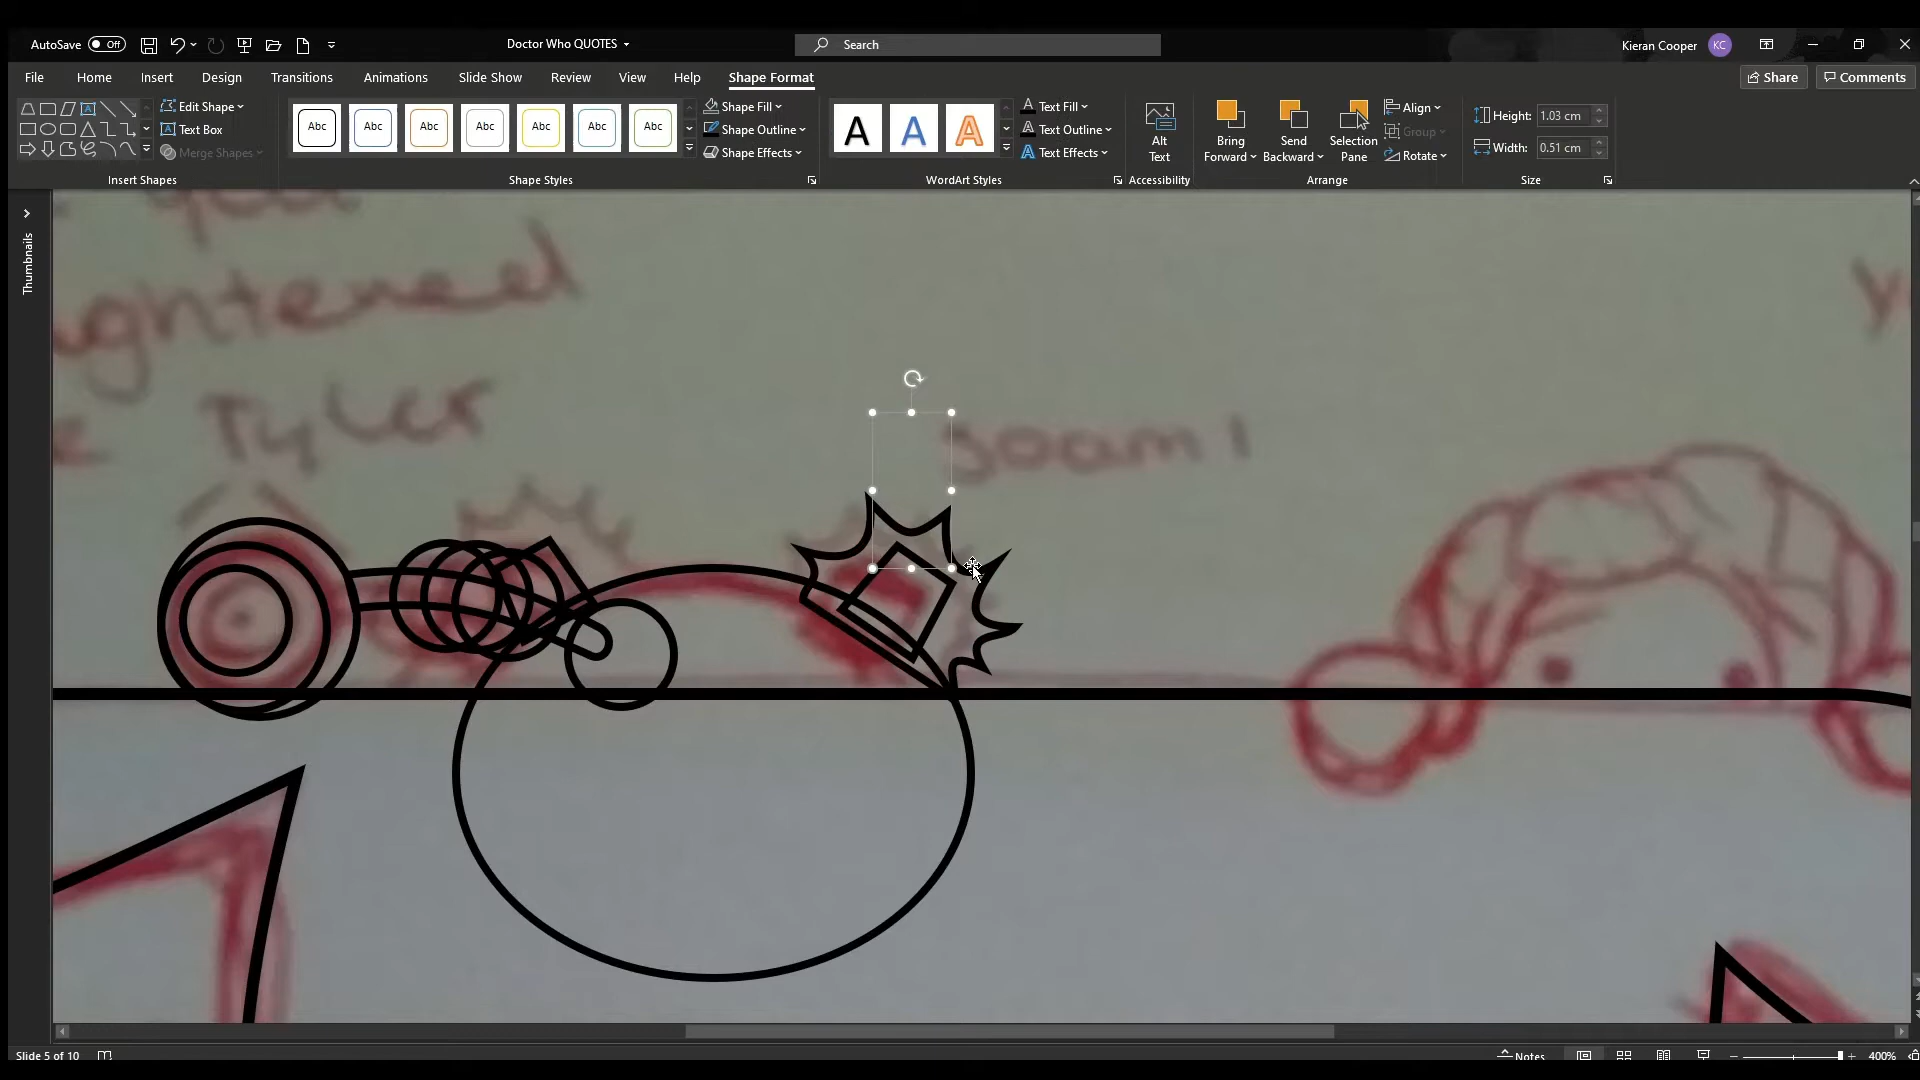 AutoSave Off
Doctor Who QUOTES
Search
Kieran Cooper KC
File Home Insert Design Transitions Animations Slide Show Review View Help Shape Format
Share Comments
Edit Shape
Text Box
Merge Shapes
Insert Shapes
Abc Abc Abc Abc Abc Abc Abc
Shape Fill
Shape Outline
Shape Effects
Shape Styles
A A A
Text Fill
Text Outline
Text Effects
WordArt Styles
Alt Text
Accessibility
Bring Forward
Send Backward
Selection Pane
Align
Group
Rotate
Arrange
Height: 1.03 cm
Width: 0.51 cm
Size
Thumbnails
Tyler
Slide 5 of 10
Notes
400%